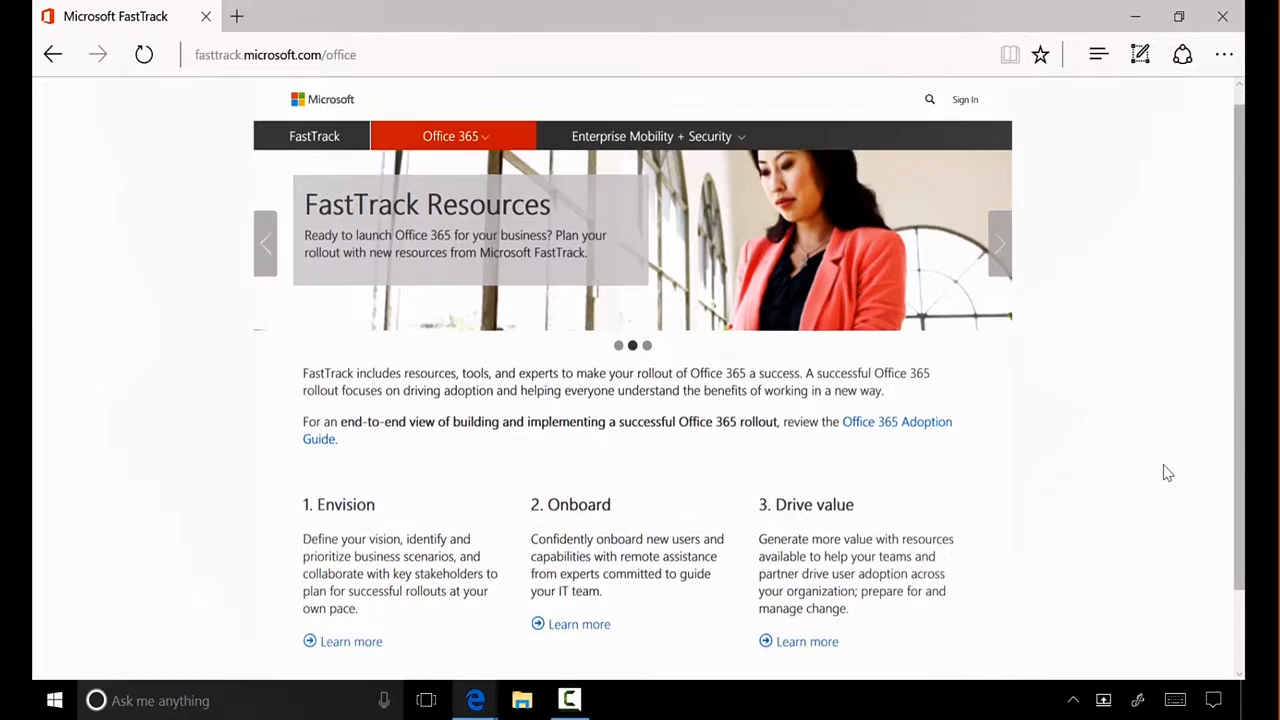 Microsoft FastTrack
fasttrack.microsoft.com/office
Microsoft
Sign In
FastTrack
Office 365
Enterprise Mobility + Security
FastTrack Resources
Ready to launch Office 365 for your business? Plan your
rollout with new resources from Microsoft FastTrack.
FastTrack includes resources, tools, and experts to make your rollout of Office 365 a success. A successful Office 365
rollout focuses on driving adoption and helping everyone understand the benefits of working in a new way.
For an end-to-end view of building and implementing a successful Office 365 rollout, review the Office 365 Adoption
Guide.
1. Envision
Define your vision, identify and
prioritize business scenarios, and
collaborate with key stakeholders to
plan for successful rollouts at your
own pace.
Learn more
2. Onboard
Confidently onboard new users and
capabilities with remote assistance
from experts committed to guide
your IT team.
Learn more
3. Drive value
Generate more value with resources
available to help your teams and
partner drive user adoption across
your organization; prepare for and
manage change.
Learn more
Ask me anything